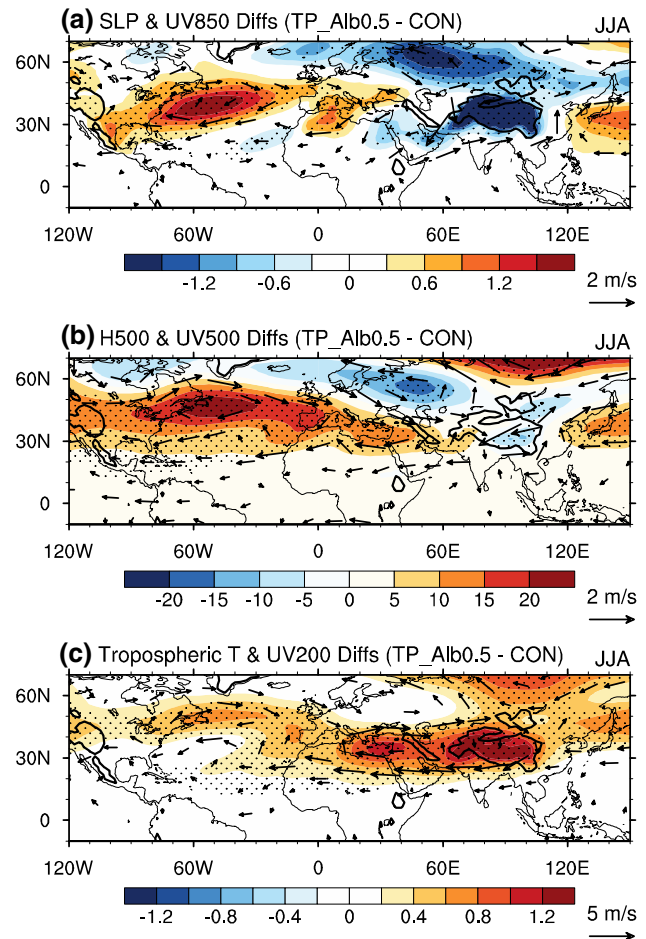 (a) SLP & UV850 Diffs (TP_Alb0.5 - CON) JJA
60N
30N
0
120W 60W 0 60E 120E
-1.2 -0.6 0 0.6 1.2 2 m/s
(b) H500 & UV500 Diffs (TP_Alb0.5 - CON) JJA
60N
30N
0
120W 60W 0 60E 120E
-20 -15 -10 -5 0 5 10 15 20 2 m/s
(c) Tropospheric T & UV200 Diffs (TP_Alb0.5 - CON) JJA
60N
30N
0
120W 60W 0 60E 120E
-1.2 -0.8 -0.4 0 0.4 0.8 1.2 5 m/s